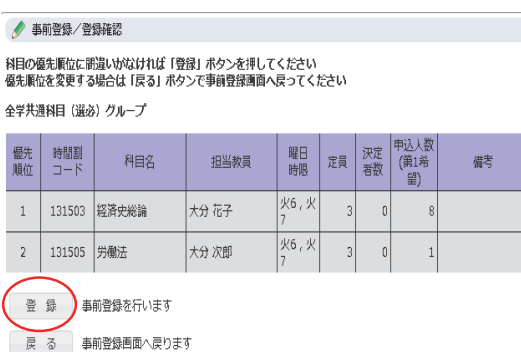 事前登録/登録確認
科目の優先順位に間違いがなければ「登録」ボタンを押してください
優先順位を変更する場合は「戻る」ボタンで事前登録画面へ戻ってください
全学共通科目（選必）グループ
優先順位 時間割コード 科目名 担当教員 曜日時限 定員 決定者数 申込人数(第1希望) 備考
1 131503 経済史総論 大分 花子 火6 , 火7 3 0 8
2 131505 労働法 大分 次郎 火6 , 火7 3 0 1
登 録 事前登録を行います
戻 る 事前登録画面へ戻ります